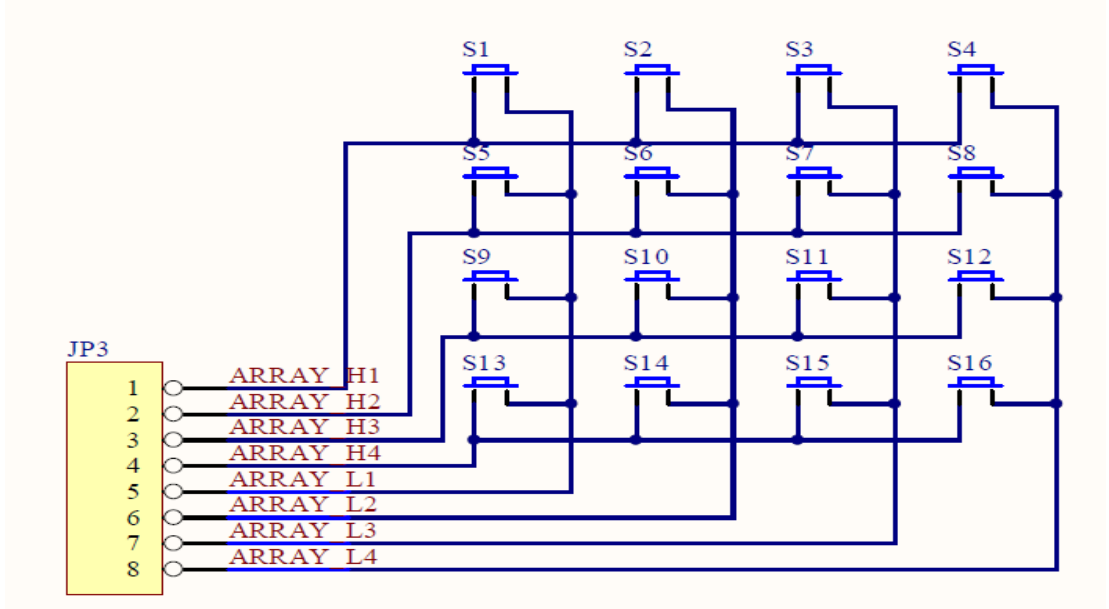 S1 S2 S3 S4
S5 S6 S7 S8
S9 S10 S11 S12
JP3
S13 S14 S15 S16
1 ARRAY_H1
2 ARRAY_H2
3 ARRAY_H3
4 ARRAY_H4
5 ARRAY_L1
6 ARRAY_L2
7 ARRAY_L3
8 ARRAY_L4